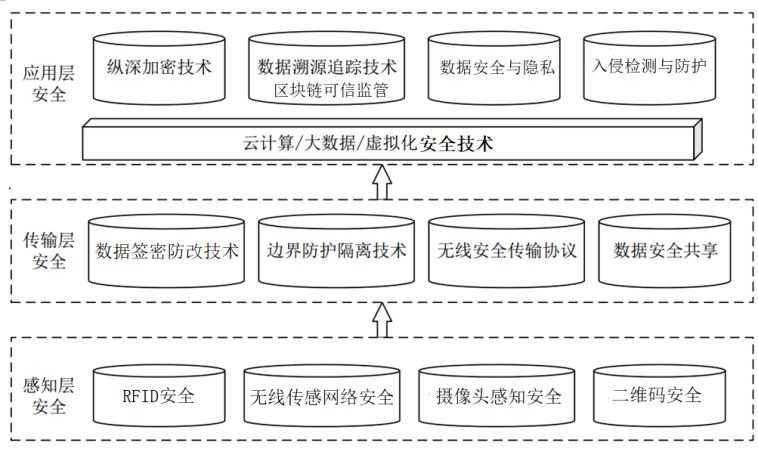 应用层
安全
纵深加密技术
数据溯源追踪技术
区块链可信监管
数据安全与隐私
入侵检测与防护
云计算/大数据/虚拟化安全技术
传输层
安全
数据签密防改技术
边界防护隔离技术
无线安全传输协议
数据安全共享
感知层
安全
RFID安全
无线传感网络安全
摄像头感知安全
二维码安全